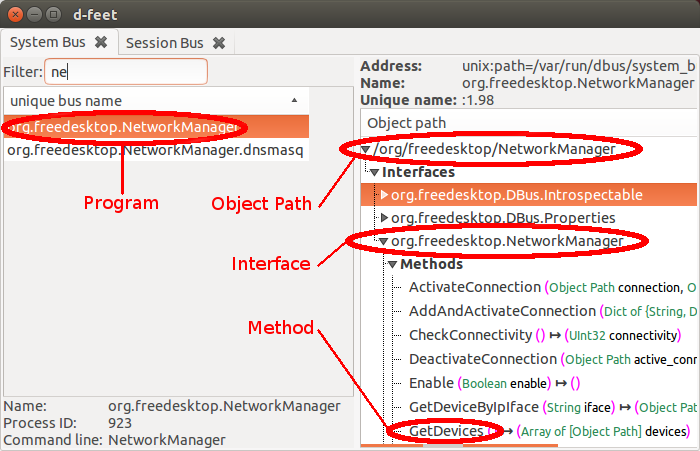 d-feet
System Bus
Session Bus
Filter: ne
unique bus name
org.freedesktop.NetworkManager
org.freedesktop.NetworkManager.dnsmasq
Program
Object Path
Interface
Method
Name: org.freedesktop.NetworkManager
Process ID: 923
Command line: NetworkManager
Address: unix:path=/var/run/dbus/system_b
Name: org.freedesktop.NetworkManager
Unique name: :1.98
Object path
/org/freedesktop/NetworkManager
Interfaces
org.freedesktop.DBus.Introspectable
org.freedesktop.DBus.Properties
org.freedesktop.NetworkManager
Methods
ActivateConnection (Object Path connection, O
AddAndActivateConnection (Dict of {String, D
CheckConnectivity () ↦ (UInt32 connectivity)
DeactivateConnection (Object Path active_conn
Enable (Boolean enable) ↦ ()
GetDeviceByIpIface (String iface) ↦ (Object Pat
GetDevices () ↦ (Array of [Object Path] devices)